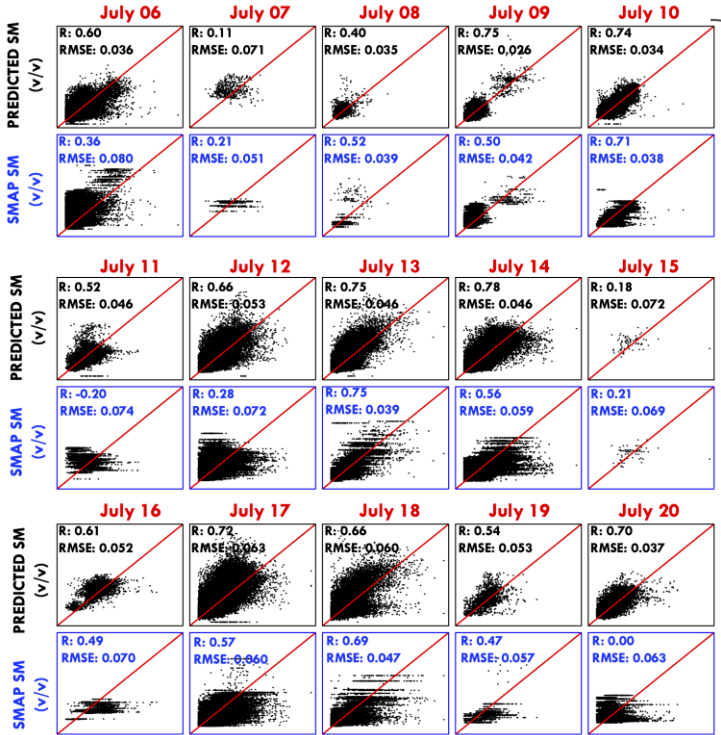 July 06 July 07 July 08 July 09 July 10
PREDICTED SM
(v/v)
R: 0.60
RMSE: 0.036
R: 0.11
RMSE: 0.071
R: 0.40
RMSE: 0.035
R: 0.75
RMSE: 0.026
R: 0.74
RMSE: 0.034
SMAP SM
(v/v)
R: 0.36
RMSE: 0.080
R: 0.21
RMSE: 0.051
R: 0.52
RMSE: 0.039
R: 0.50
RMSE: 0.042
R: 0.71
RMSE: 0.038
July 11 July 12 July 13 July 14 July 15
PREDICTED SM
(v/v)
R: 0.52
RMSE: 0.046
R: 0.66
RMSE: 0.053
R: 0.75
RMSE: 0.046
R: 0.78
RMSE: 0.046
R: 0.18
RMSE: 0.072
SMAP SM
(v/v)
R: -0.20
RMSE: 0.074
R: 0.28
RMSE: 0.072
R: 0.75
RMSE: 0.039
R: 0.56
RMSE: 0.059
R: 0.21
RMSE: 0.069
July 16 July 17 July 18 July 19 July 20
PREDICTED SM
(v/v)
R: 0.61
RMSE: 0.052
R: 0.72
RMSE: 0.063
R: 0.66
RMSE: 0.060
R: 0.54
RMSE: 0.053
R: 0.70
RMSE: 0.037
SMAP SM
(v/v)
R: 0.49
RMSE: 0.070
R: 0.57
RMSE: 0.060
R: 0.69
RMSE: 0.047
R: 0.47
RMSE: 0.057
R: 0.00
RMSE: 0.063